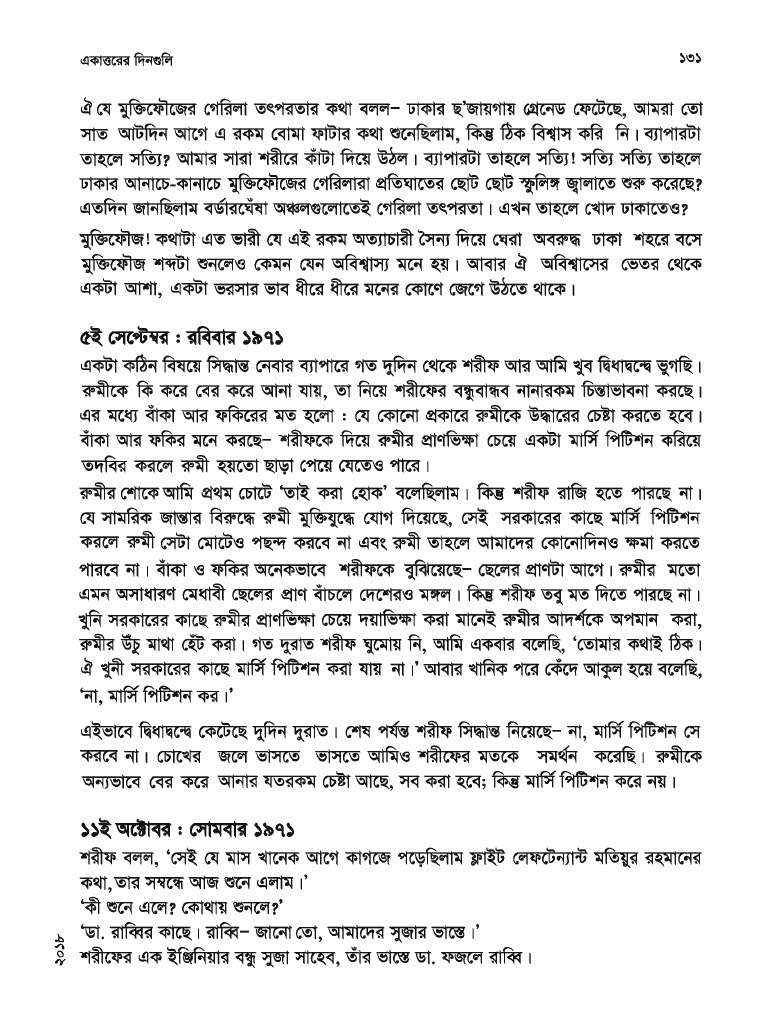 একাত্তরের দিনগুলি ১৩১
ঐ যে মুক্তিফৌজের গেরিলা তৎপরতার কথা বলল– ঢাকার ছ'জায়গায় গ্রেনেড ফেটেছে, আমরা তো
সাত আটদিন আগে এ রকম বোমা ফাটার কথা শুনেছিলাম, কিন্তু ঠিক বিশ্বাস করি নি। ব্যাপারটা
তাহলে সত্যি? আমার সারা শরীরে কাঁটা দিয়ে উঠল। ব্যাপারটা তাহলে সত্যি! সত্যি সত্যি তাহলে
ঢাকার আনাচে-কানাচে মুক্তিফৌজের গেরিলারা প্রতিঘাতের ছোট ছোট স্ফুলিঙ্গ জ্বালাতে শুরু করেছে?
এতদিন জানছিলাম বর্ডারঘেঁষা অঞ্চলগুলোতেই গেরিলা তৎপরতা। এখন তাহলে খোদ ঢাকাতেও?
মুক্তিফৌজ! কথাটা এত ভারী যে এই রকম অত্যাচারী সৈন্য দিয়ে ঘেরা অবরুদ্ধ ঢাকা শহরে বসে
মুক্তিফৌজ শব্দটা শুনলেও কেমন যেন অবিশ্বাস্য মনে হয়। আবার ঐ অবিশ্বাসের ভেতর থেকে
একটা আশা, একটা ভরসার ভাব ধীরে ধীরে মনের কোণে জেগে উঠতে থাকে।
৫ই সেপ্টেম্বর : রবিবার ১৯৭১
একটা কঠিন বিষয়ে সিদ্ধান্ত নেবার ব্যাপারে গত দুদিন থেকে শরীফ আর আমি খুব দ্বিধাদ্বন্দ্বে ভুগছি।
রুমীকে কি করে বের করে আনা যায়, তা নিয়ে শরীফের বন্ধুবান্ধব নানারকম চিন্তাভাবনা করছে।
এর মধ্যে বাঁকা আর ফকিরের মত হলো : যে কোনো প্রকারে রুমীকে উদ্ধারের চেষ্টা করতে হবে।
বাঁকা আর ফকির মনে করছে– শরীফকে দিয়ে রুমীর প্রাণভিক্ষা চেয়ে একটা মার্সি পিটিশন করিয়ে
তদবির করলে রুমী হয়তো ছাড়া পেয়ে যেতেও পারে।
রুমীর শোকে আমি প্রথম চোটে 'তাই করা হোক' বলেছিলাম। কিন্তু শরীফ রাজি হতে পারছে না।
যে সামরিক জান্তার বিরুদ্ধে রুমী মুক্তিযুদ্ধে যোগ দিয়েছে, সেই সরকারের কাছে মার্সি পিটিশন
করলে রুমী সেটা মোটেও পছন্দ করবে না এবং রুমী তাহলে আমাদের কোনোদিনও ক্ষমা করতে
পারবে না। বাঁকা ও ফকির অনেকভাবে শরীফকে বুঝিয়েছে– ছেলের প্রাণটা আগে। রুমীর মতো
এমন অসাধারণ মেধাবী ছেলের প্রাণ বাঁচলে দেশেরও মঙ্গল। কিন্তু শরীফ তবু মত দিতে পারছে না।
খুনি সরকারের কাছে রুমীর প্রাণভিক্ষা চেয়ে দয়াভিক্ষা করা মানেই রুমীর আদর্শকে অপমান করা,
রুমীর উঁচু মাথা হেঁট করা। গত দুরাত শরীফ ঘুমোয় নি, আমি একবার বলেছি, 'তোমার কথাই ঠিক।
ঐ খুনী সরকারের কাছে মার্সি পিটিশন করা যায় না।' আবার খানিক পরে কেঁদে আকুল হয়ে বলেছি,
'না, মার্সি পিটিশন কর।'
এইভাবে দ্বিধাদ্বন্দ্বে কেটেছে দুদিন দুরাত। শেষ পর্যন্ত শরীফ সিদ্ধান্ত নিয়েছে– না, মার্সি পিটিশন সে
করবে না। চোখের জলে ভাসতে ভাসতে আমিও শরীফের মতকে সমর্থন করেছি। রুমীকে
অন্যভাবে বের করে আনার যতরকম চেষ্টা আছে, সব করা হবে; কিন্তু মার্সি পিটিশন করে নয়।
১১ই অক্টোবর : সোমবার ১৯৭১
শরীফ বলল, 'সেই যে মাস খানেক আগে কাগজে পড়েছিলাম ফ্লাইট লেফটেন্যান্ট মতিয়ুর রহমানের
কথা, তার সম্বন্ধে আজ শুনে এলাম।'
'কী শুনে এলে? কোথায় শুনলে?'
'ডা. রাব্বির কাছে। রাব্বি– জানো তো, আমাদের সুজার ভাস্তে।'
শরীফের এক ইঞ্জিনিয়ার বন্ধু সুজা সাহেব, তাঁর ভাস্তে ডা. ফজলে রাব্বি।
২০১৮